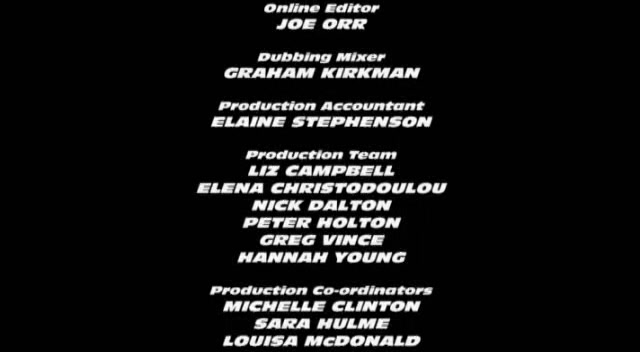 Online Editor
JOE ORR
Dubbing Mixer
GRAHAM KIRKMAN
Production Accountant
ELAINE STEPHENSON
Production Team
LIZ CAMPBELL
ELENA CHRISTODOULOU
NICK DALTON
PETER HOLTON
GREG VINCE
HANNAH YOUNG
Production Co-ordinators
MICHELLE CLINTON
SARA HULME
LOUISA McDONALD